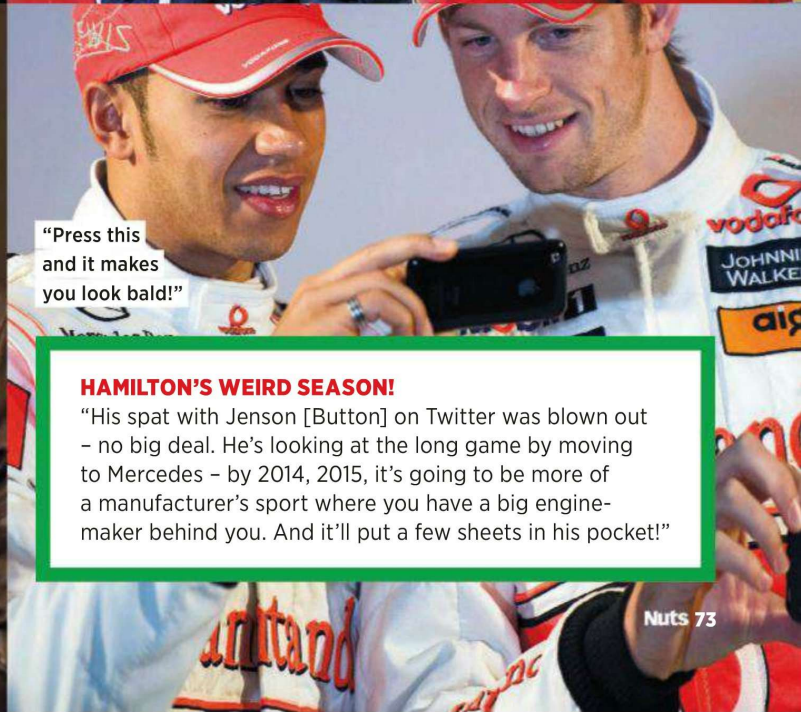 vodafone
"Press this
and it makes
you look bald!"
vodafo
JOHNNI
WALKE
Mobil 1
aig
HAMILTON'S WEIRD SEASON!
"His spat with Jenson [Button] on Twitter was blown out
– no big deal. He's looking at the long game by moving
to Mercedes – by 2014, 2015, it's going to be more of
a manufacturer's sport where you have a big engine-
maker behind you. And it'll put a few sheets in his pocket!"
Nuts 73